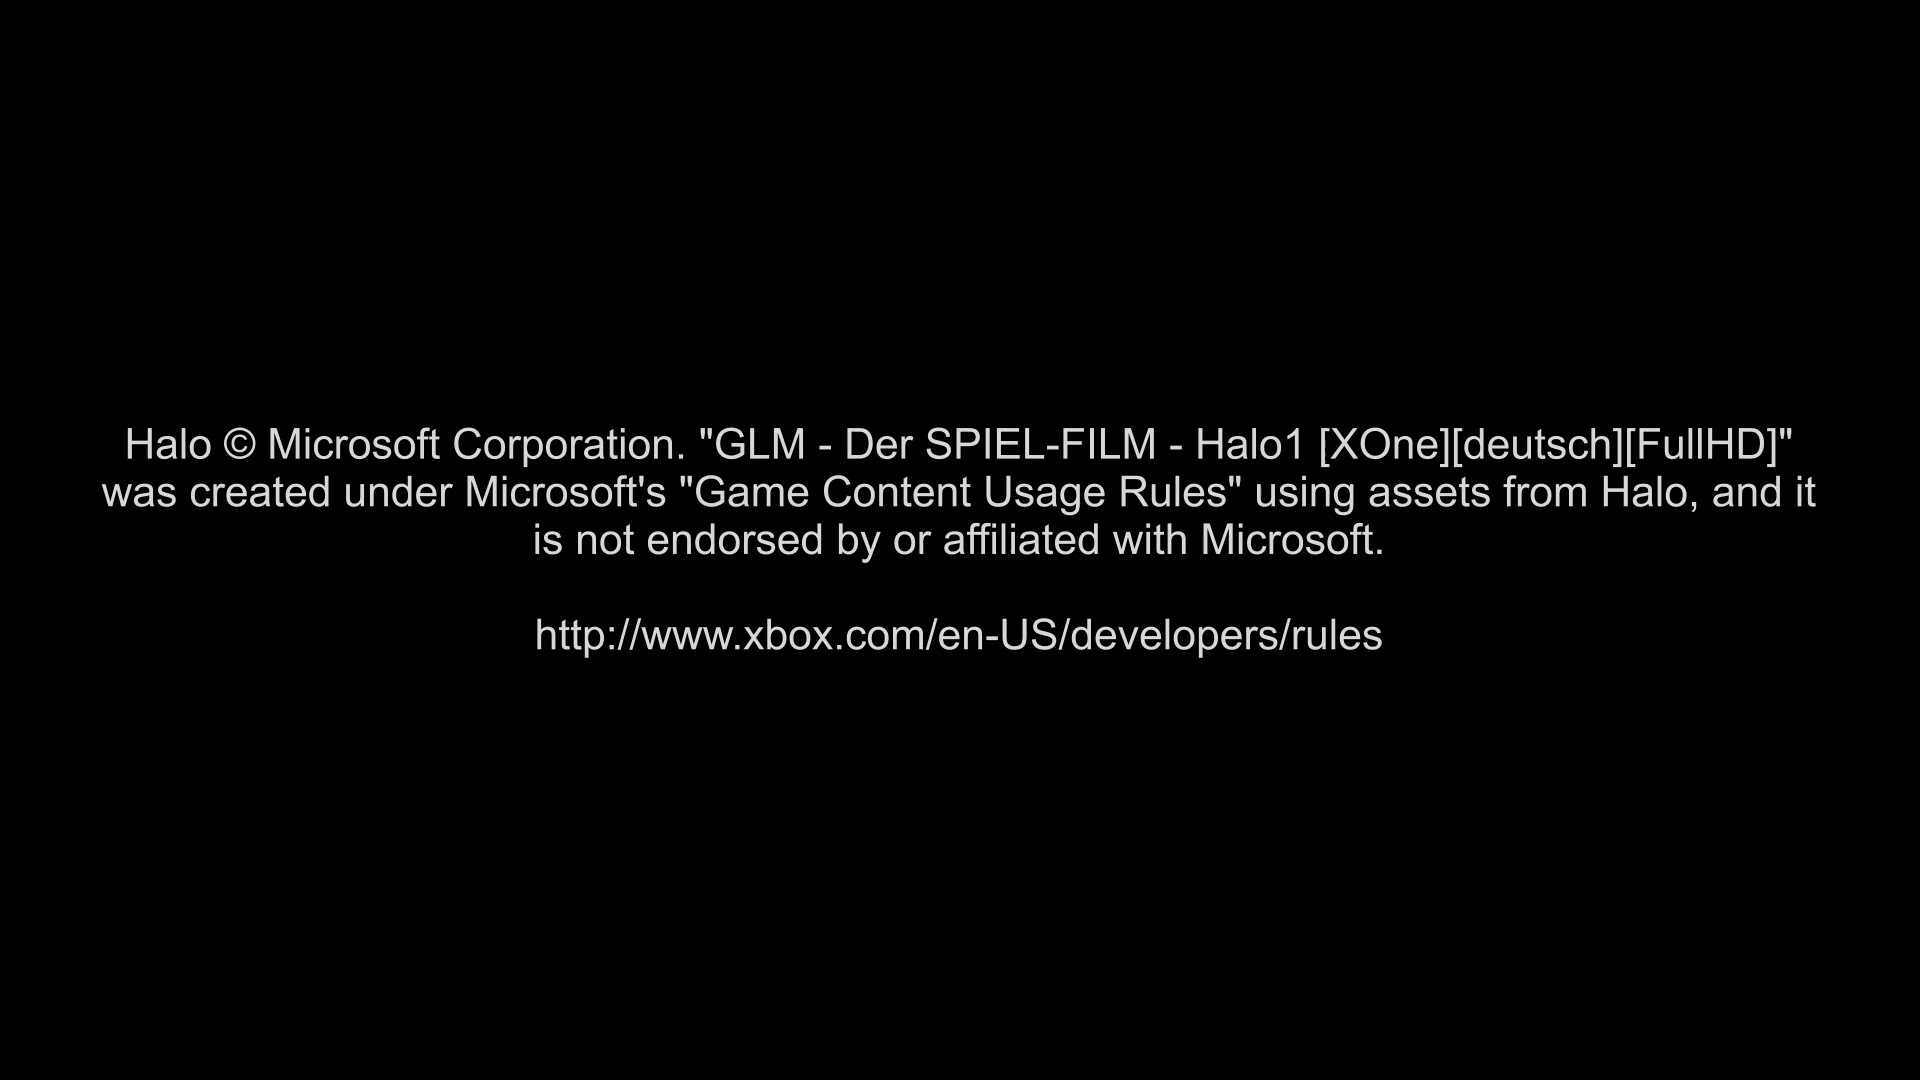 Halo © Microsoft Corporation. "GLM - Der SPIEL-FILM - Halo1 [XOne][deutsch][FullHD]"
was created under Microsoft's "Game Content Usage Rules" using assets from Halo, and it
is not endorsed by or affiliated with Microsoft.
http://www.xbox.com/en-US/developers/rules